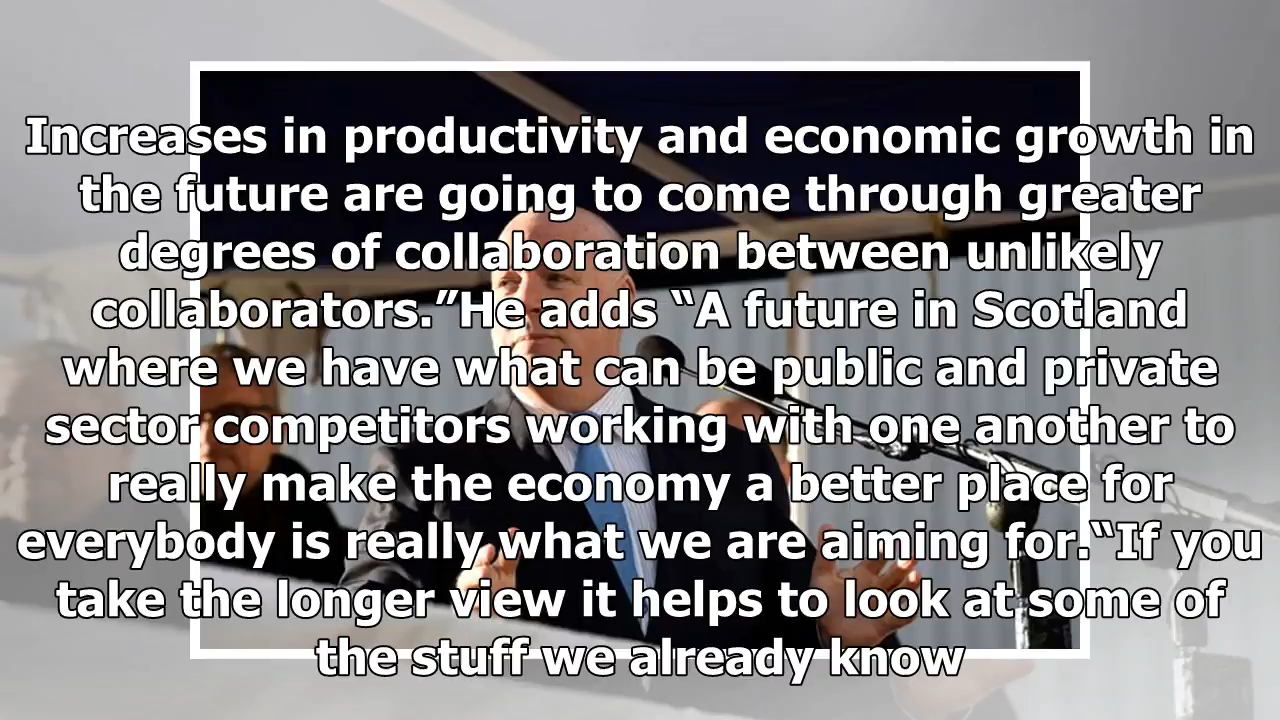 Increases in productivity and economic growth in
the future are going to come through greater
degrees of collaboration between unlikely
collaborators.”He adds “A future in Scotland
where we have what can be public and private
sector competitors working with one another to
really make the economy a better place for
everybody is really what we are aiming for.“If you
take the longer view it helps to look at some of
the stuff we already know